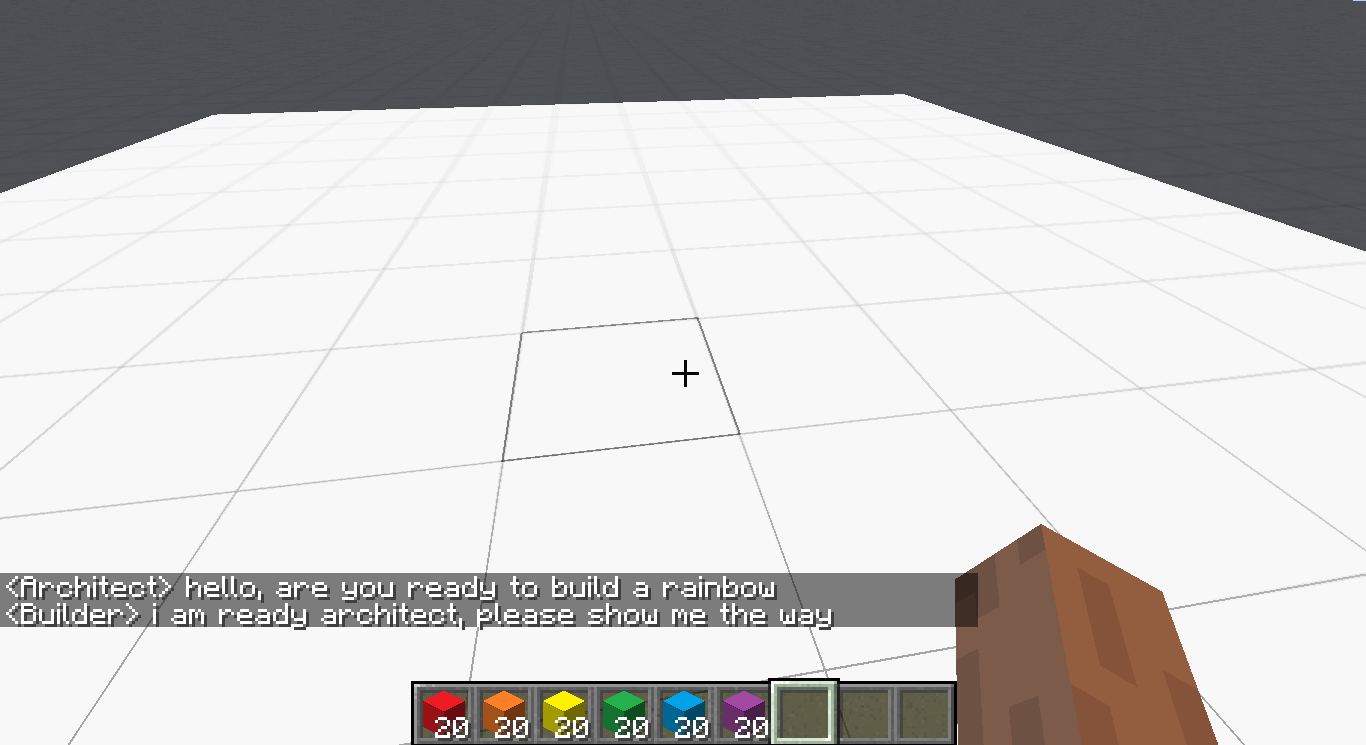 <Architect> hello, are you ready to build a rainbow
<Builder> i am ready architect, please show me the way
20 20 20 20 20 20